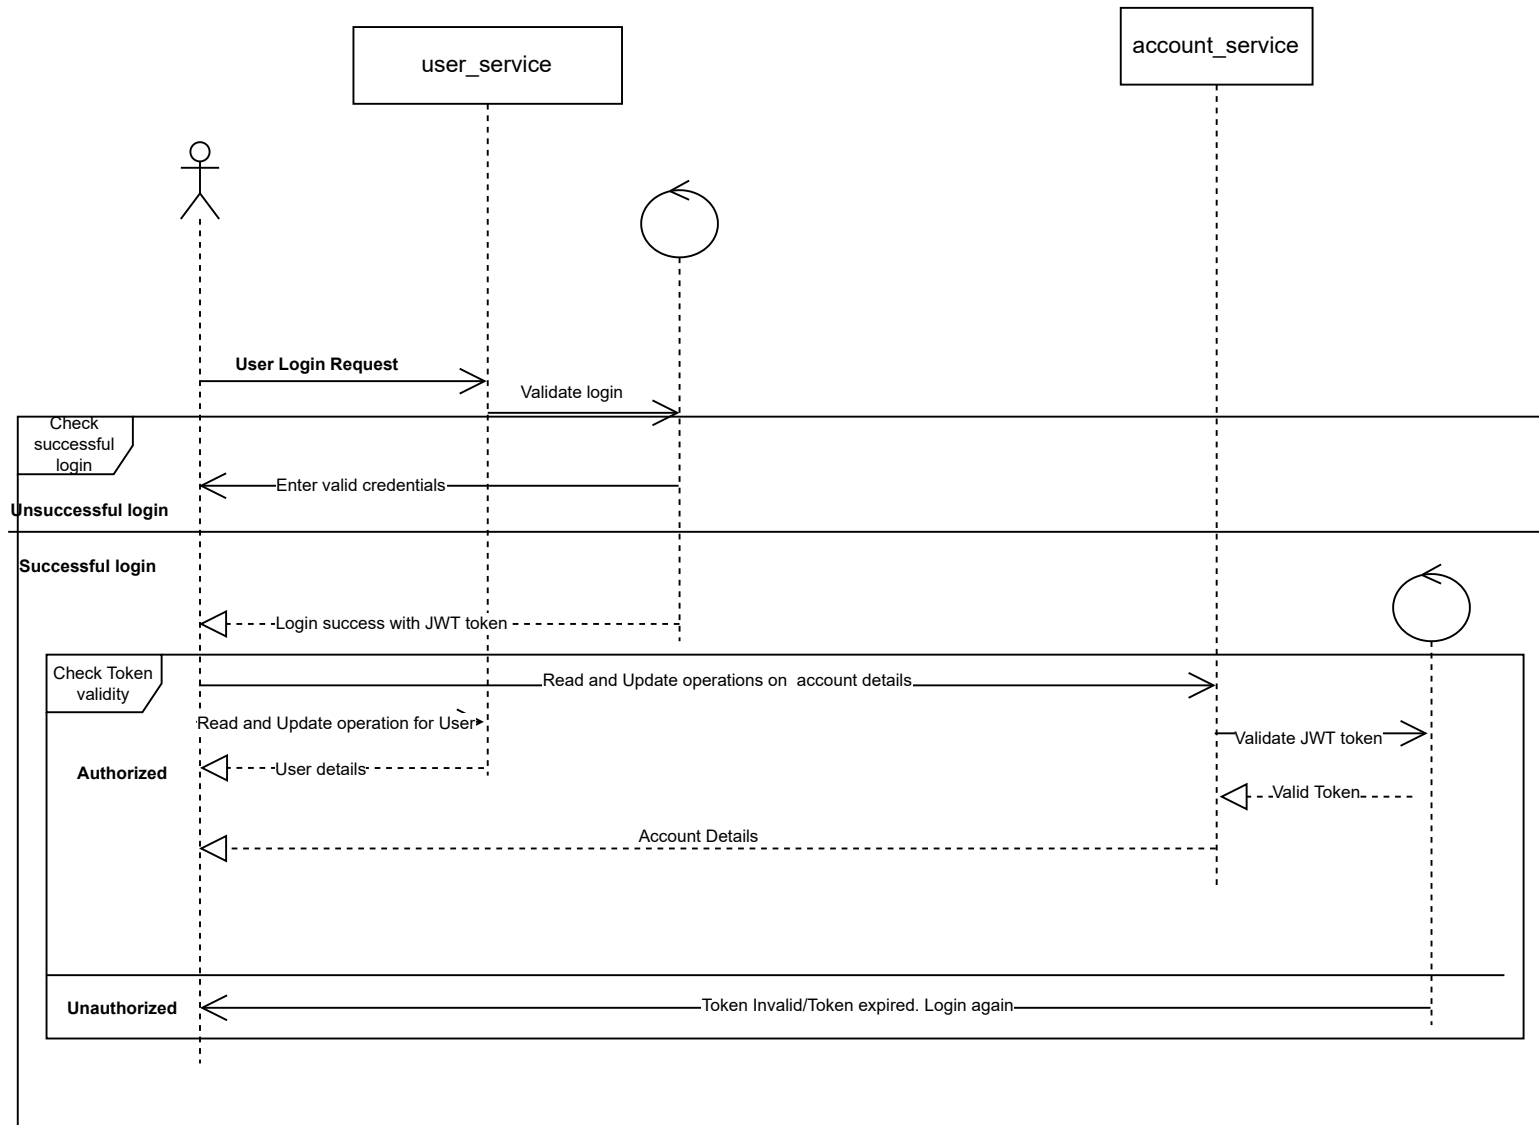 account_service
user_service
User Login Request
Validate login
Check
successful
login
Enter valid credentials
Unsuccessful login
Successful login
Login success with JWT token
Check Token
validity
Read and Update operations on  account details
Read and Update operation for User
Validate JWT token
User details
Authorized
Valid Token
Account Details
Unauthorized
Token Invalid/Token expired. Login again